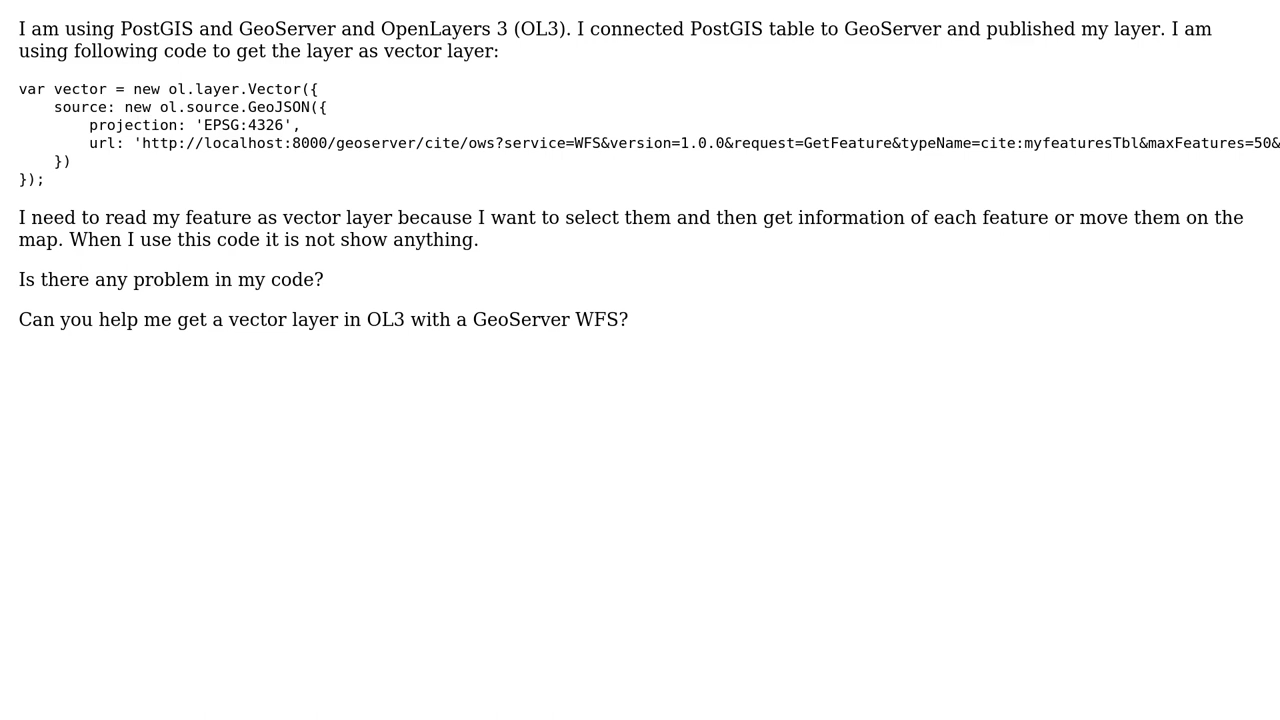 I am using PostGIS and GeoServer and OpenLayers 3 (OL3). I connected PostGIS table to GeoServer and published my layer. I am
using following code to get the layer as vector layer:
var vector = new ol.layer.Vector({
    source: new ol.source.GeoJSON({
        projection: 'EPSG:4326',
        url: 'http://localhost:8000/geoserver/cite/ows?service=WFS&version=1.0.0&request=GetFeature&typeName=cite:myfeaturesTbl&maxFeatures=50&
    })
});
I need to read my feature as vector layer because I want to select them and then get information of each feature or move them on the
map. When I use this code it is not show anything.
Is there any problem in my code?
Can you help me get a vector layer in OL3 with a GeoServer WFS?